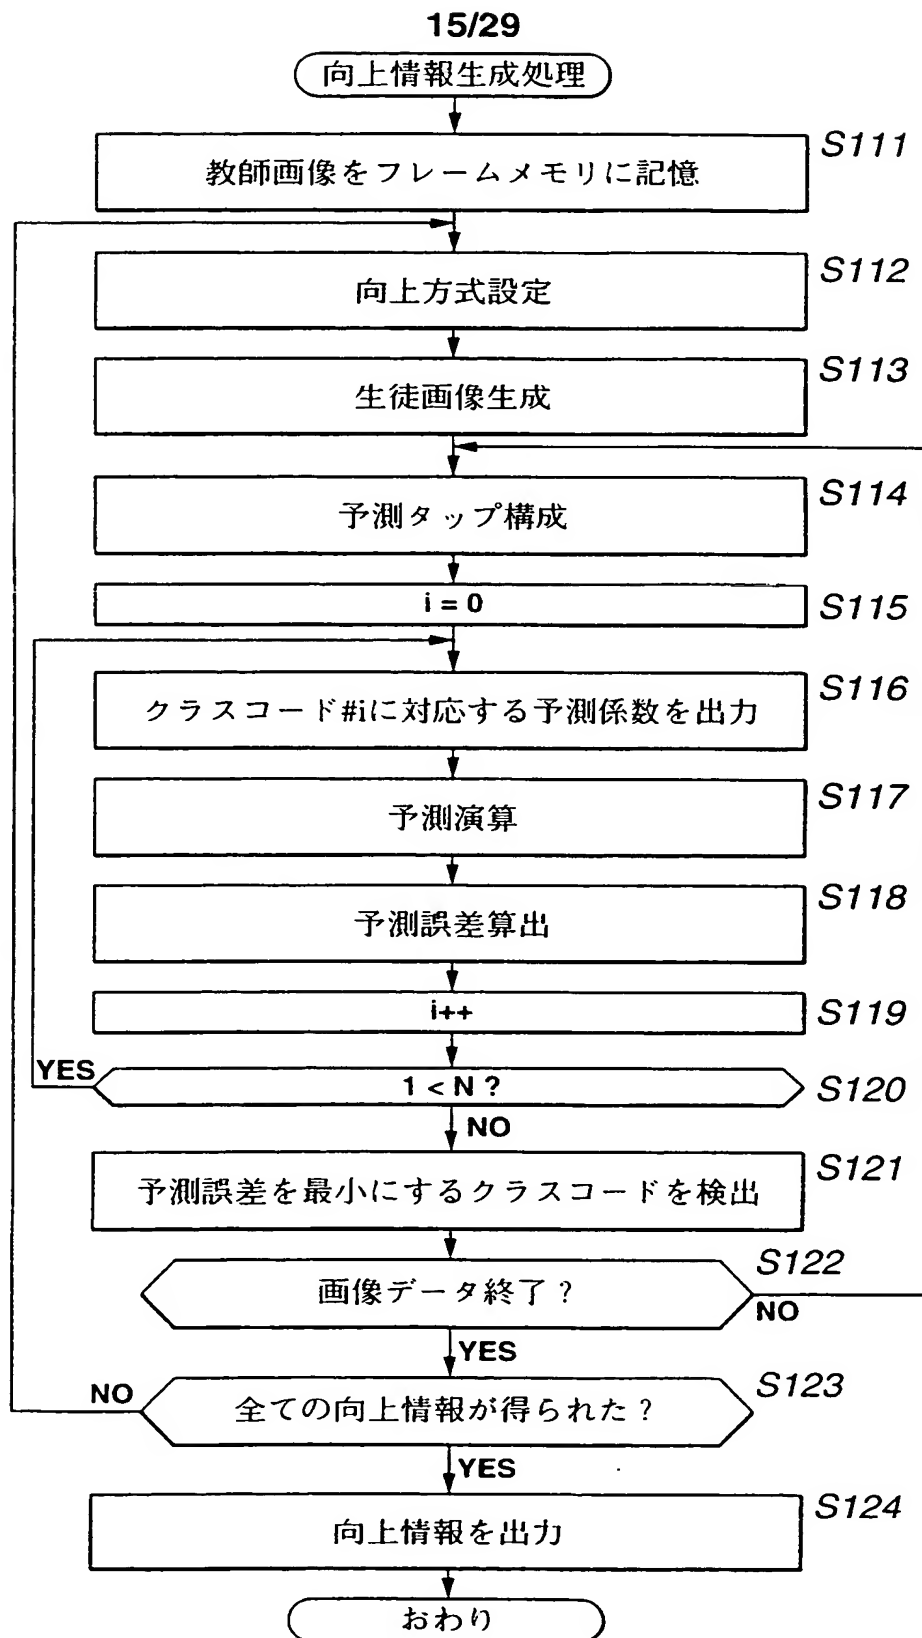 15/29
向上情報生成処理
教師画像をフレームメモリに記憶
S111
向上方式設定
S112
生徒画像生成
S113
予測タップ構成
S114
i = 0
S115
クラスコード#iに対応する予測係数を出力
S116
予測演算
S117
予測誤差算出
S118
i++
S119
YES
1 < N ?
S120
NO
予測誤差を最小にするクラスコードを検出
S121
画像データ終了?
S122
NO
YES
NO
全ての向上情報が得られた?
S123
YES
向上情報を出力
S124
おわり